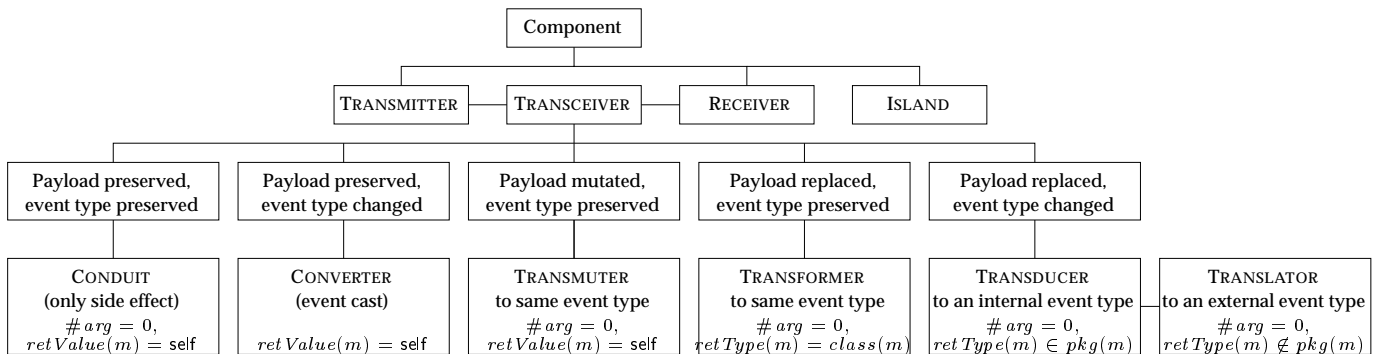 Component
TRANSMITTER
TRANSCEIVER
RECEIVER
ISLAND
Payload preserved,
event type preserved
Payload preserved,
event type changed
Payload mutated,
event type preserved
Payload replaced,
event type preserved
Payload replaced,
event type changed
CONDUIT
(only side effect)
#arg = 0,
retValue(m) = self
CONVERTER
(event cast)
retValue(m) = self
TRANSMUTER
to same event type
#arg = 0,
retValue(m) = self
TRANSFORMER
to same event type
#arg = 0,
retType(m) = class(m)
TRANSDUCER
to an internal event type
#arg = 0,
retType(m) ∈ pkg(m)
TRANSLATOR
to an external event type
#arg = 0,
retType(m) ∉ pkg(m)